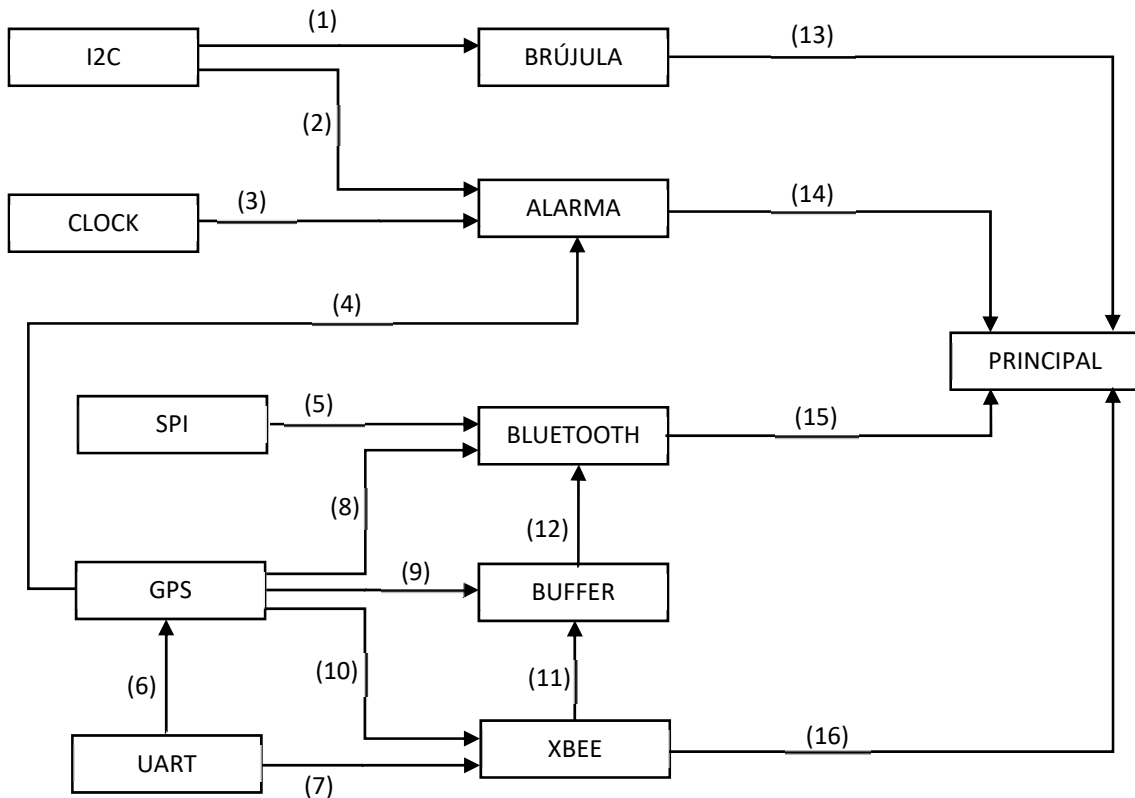 (1)
(13)
I2C
BRÚJULA
(2)
(3)
(14)
CLOCK
ALARMA
(4)
PRINCIPAL
(5)
(15)
SPI
BLUETOOTH
(8)
(12)
(9)
GPS
BUFFER
(10)
(11)
(6)
(16)
UART
XBEE
(7)